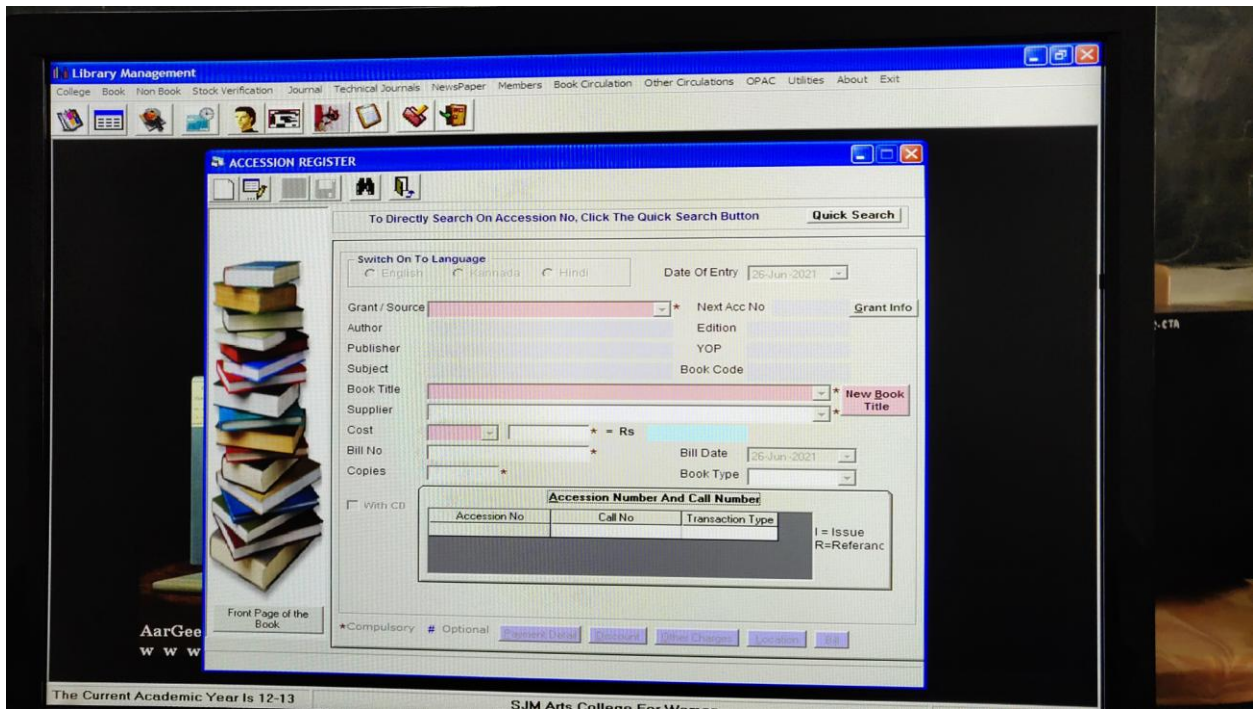 Library Management
College Book Non Book Stock Verification Journal Technical Journals NewsPaper Members Book Circulation Other Circulations OPAC Utilities About Exit
ACCESSION REGISTER
To Directly Search On Accession No, Click The Quick Search Button Quick Search
Switch On To Language
English Kannada Hindi Date Of Entry 26-Jun-2021
Grant / Source * Next Acc No Grant Info
Author Edition
Publisher YOP
Subject Book Code
Book Title * New Book Title
Supplier *
Cost * = Rs
Bill No * Bill Date 26-Jun-2021
Copies * Book Type
With CD
Accession Number And Call Number
Accession No Call No Transaction Type
I = Issue
R=Referanc
Front Page of the Book
*Compulsory # Optional Payment Detail Discount Other Charges Location Bill
AarGee
w w w
The Current Academic Year Is 12-13
SJM Arts College For Women
-CTA